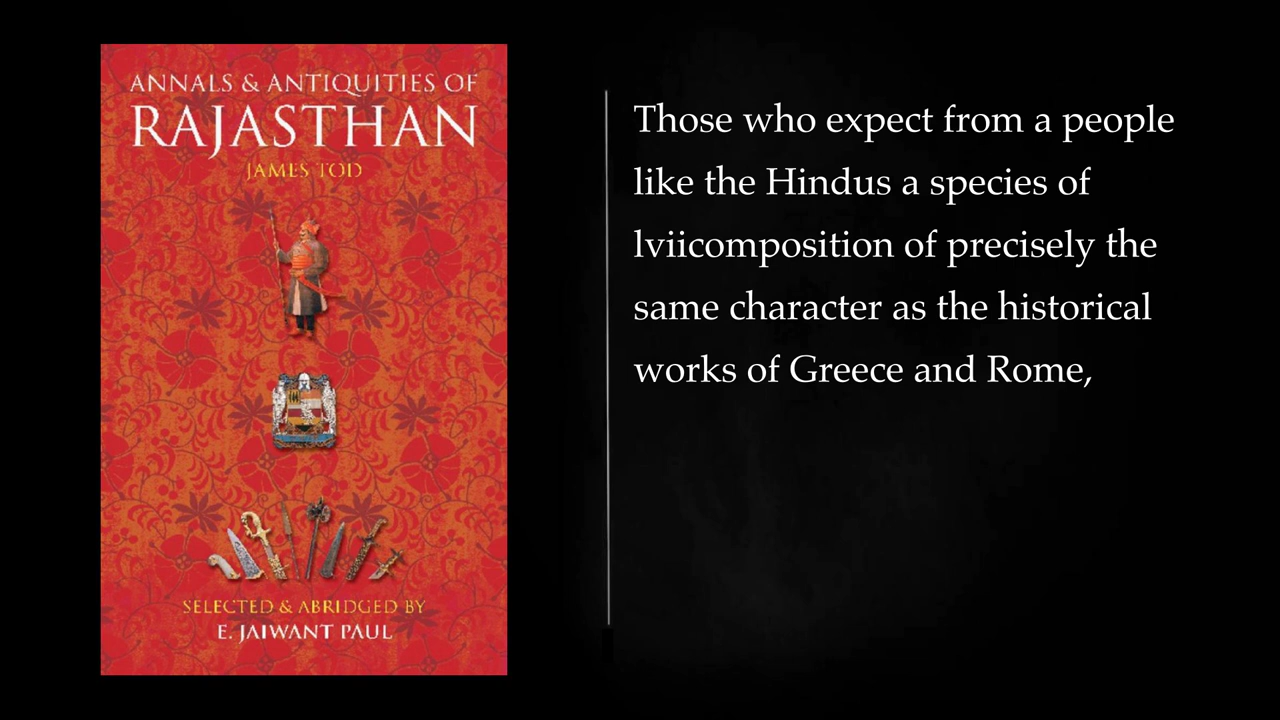 ANNALS & ANTIQUITIES OF
RAJASTHAN
JAMES TOD
SELECTED & ABRIDGED BY
E. JAIWANT PAUL
Those who expect from a people
like the Hindus a species of
lviicomposition of precisely the
same character as the historical
works of Greece and Rome,